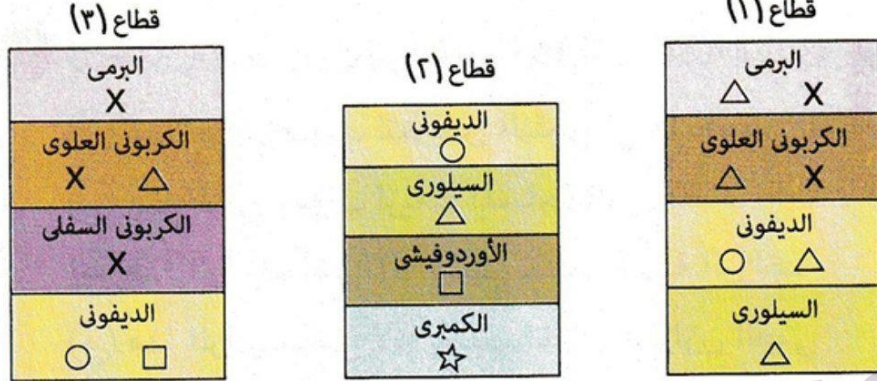 قطاع (١)
البرمى
△ X
الكربونى العلوى
△ X
الديفونى
○ △
السيلورى
△
قطاع (٢)
الديفونى
○
السيلورى
△
الأوردوفيشى
□
الكمبرى
☆
قطاع (٣)
البرمى
X
الكربونى العلوى
X △
الكربونى السفلى
X
الديفونى
○ □